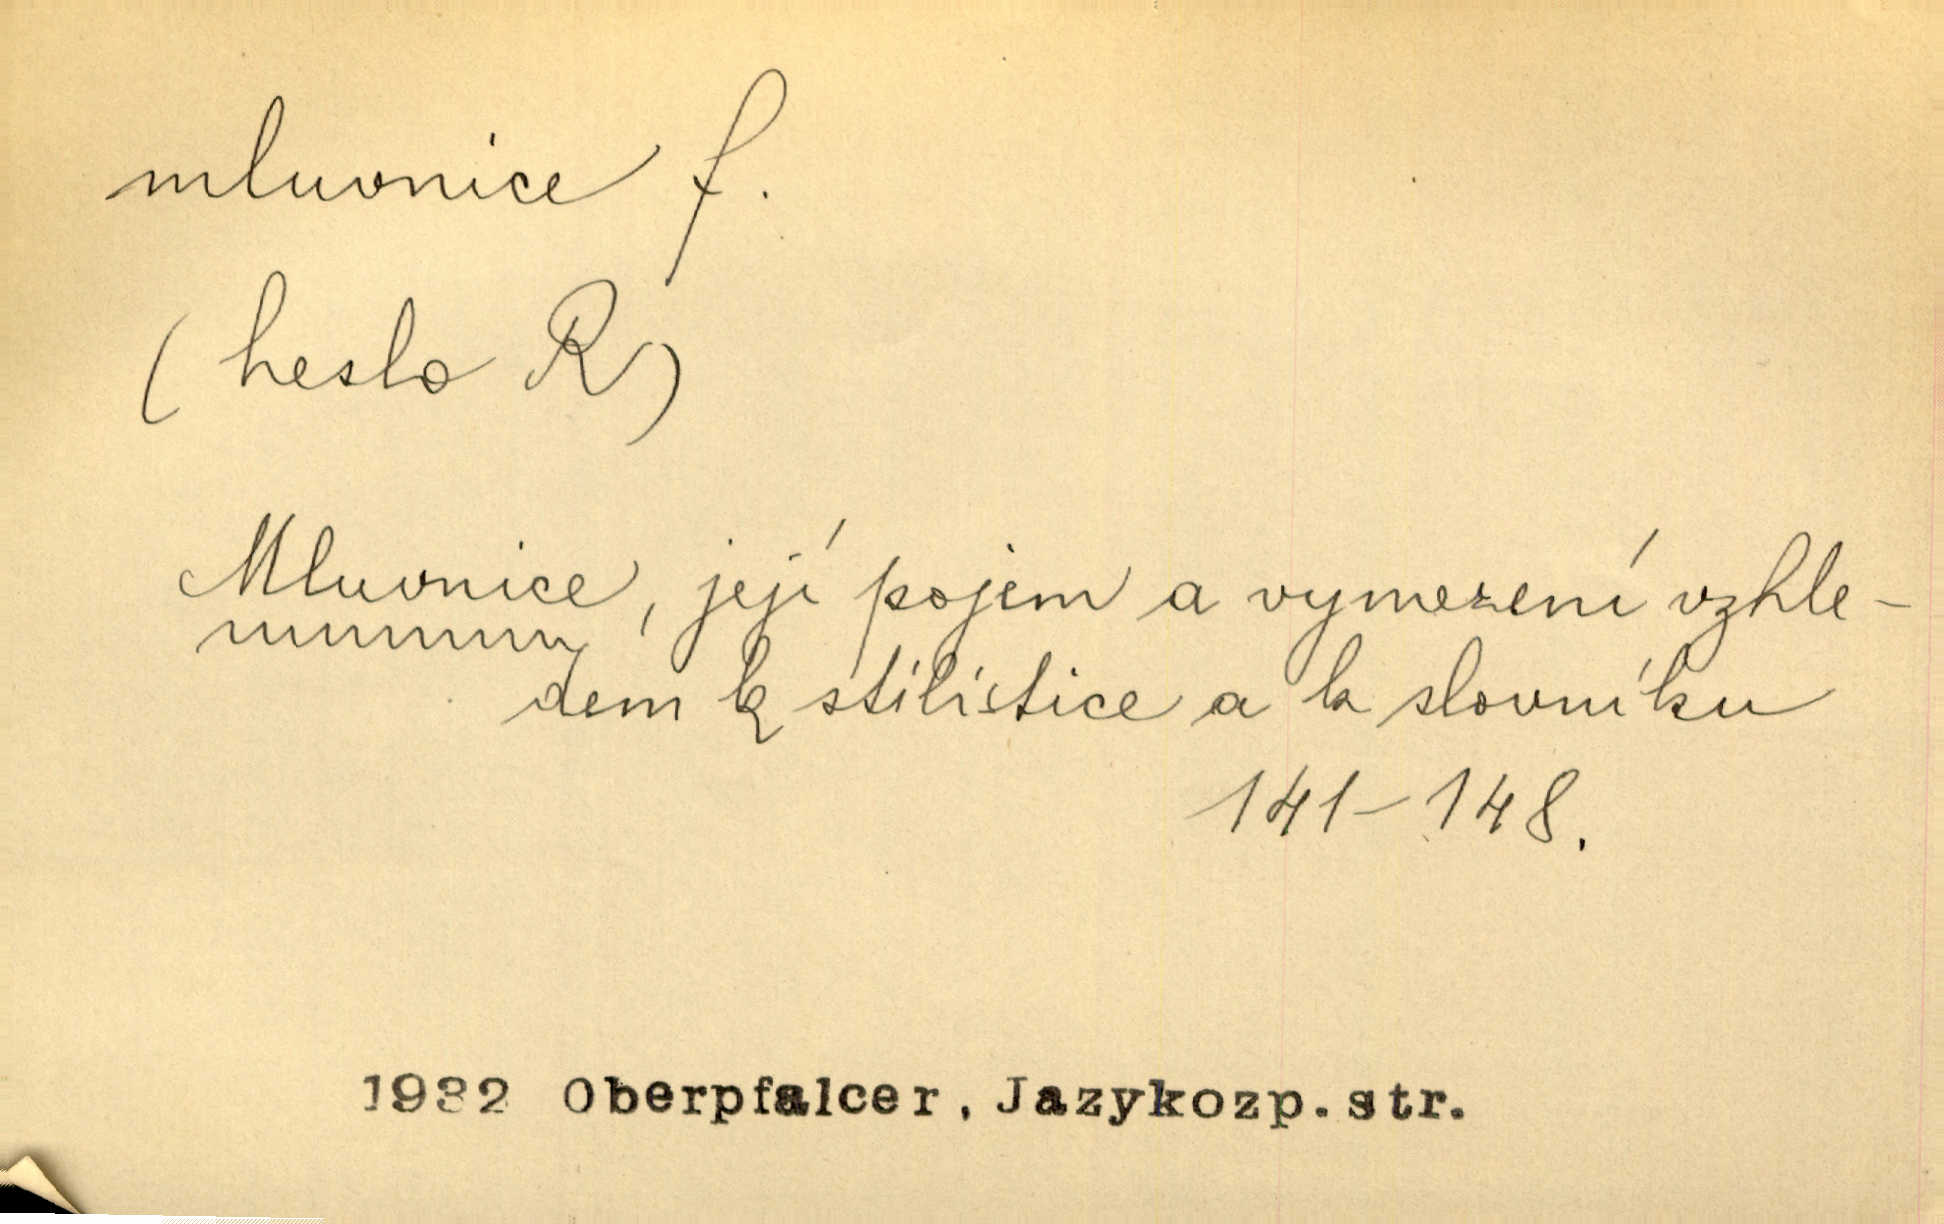 mluvnice f.
(heslo R)
Mluvnice, její pojem a vymezení vzhle-
dem k stilistice a k slovníku
141-148.
1932 Oberpfalcer, Jazykozp. str.